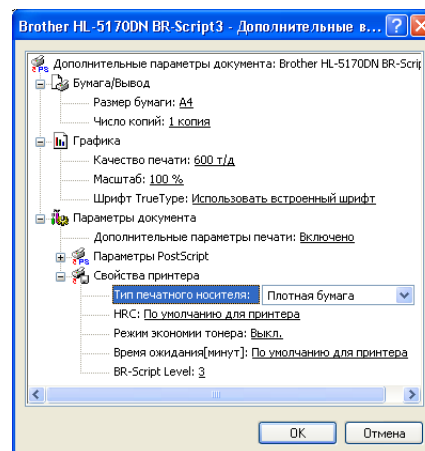 Brother HL-5170DN BR-Script3 - Дополнительные в...
Дополнительные параметры документа: Brother HL-5170DN BR-Scrip
Бумага/Вывод
Размер бумаги: A4
Число копий: 1 копия
Графика
Качество печати: 600 т/д
Масштаб: 100 %
Шрифт TrueType: Использовать встроенный шрифт
Параметры документа
Дополнительные параметры печати: Включено
Параметры PostScript
Свойства принтера
Тип печатного носителя: Плотная бумага
HRC: По умолчанию для принтера
Режим экономии тонера: Выкл.
Время ожидания[минут]: По умолчанию для принтера
BR-Script Level: 3
OK Отмена